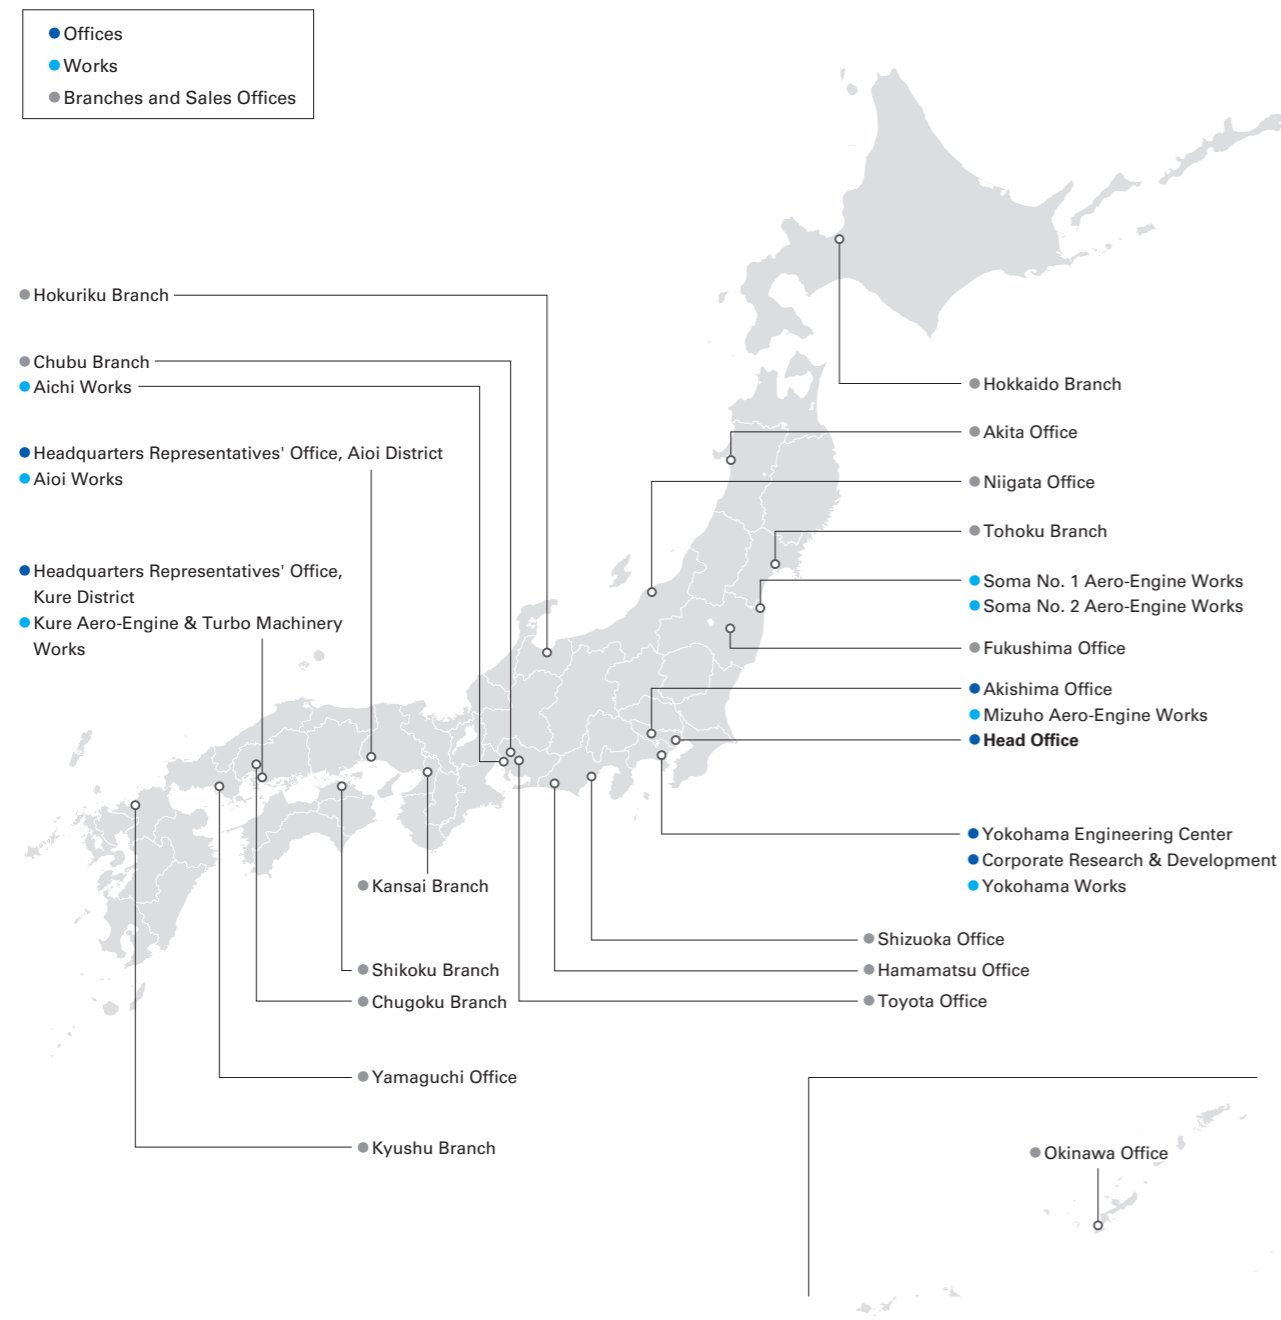 Offices
Works
Branches and Sales Offices
Hokuriku Branch
Chubu Branch
Aichi Works
Headquarters Representatives' Office, Aioi District
Aioi Works
Headquarters Representatives' Office,
Kure District
Kure Aero-Engine & Turbo Machinery
Works
Hokkaido Branch
Akita Office
Niigata Office
Tohoku Branch
Soma No. 1 Aero-Engine Works
Soma No. 2 Aero-Engine Works
Fukushima Office
Akishima Office
Mizuho Aero-Engine Works
Head Office
Yokohama Engineering Center
Corporate Research & Development
Yokohama Works
Kansai Branch
Shikoku Branch
Chugoku Branch
Yamaguchi Office
Kyushu Branch
Shizuoka Office
Hamamatsu Office
Toyota Office
Okinawa Office